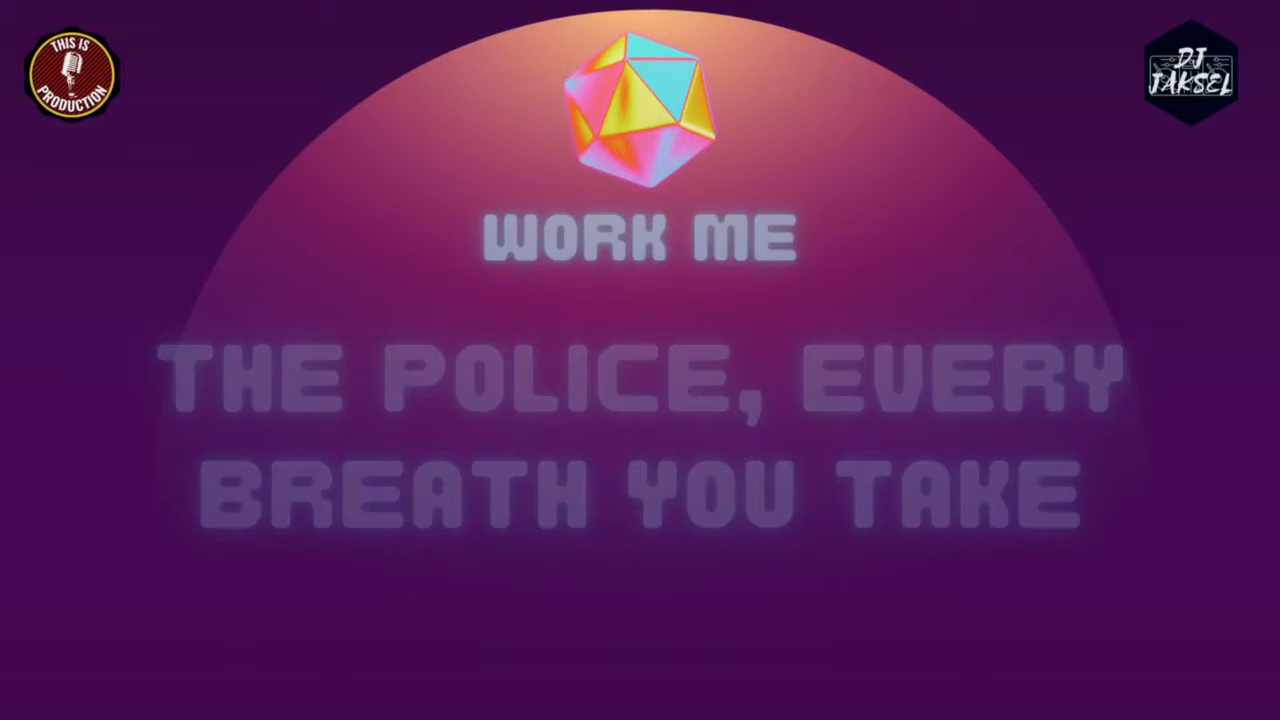 THIS IS
PRODUCTION
DJ
JAKSEL
WORK ME
THE POLICE, EVERY
BREATH YOU TAKE